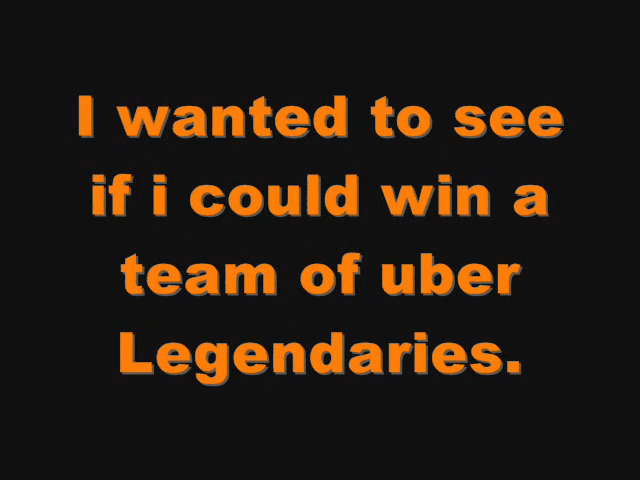 I wanted to see
if i could win a
team of uber
Legendaries.